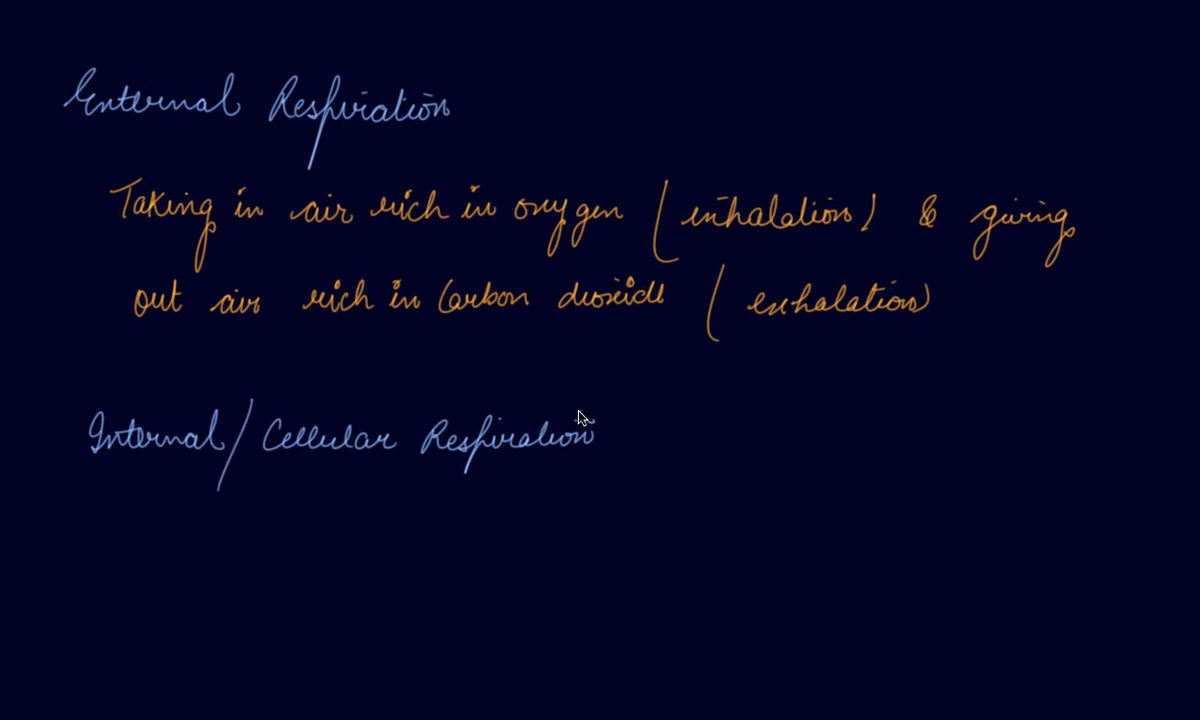 External Respiration
Taking in air rich in oxygen (inhalation) & giving
out air rich in Carbon dioxide (exhalation)
Internal/Cellular Respiration